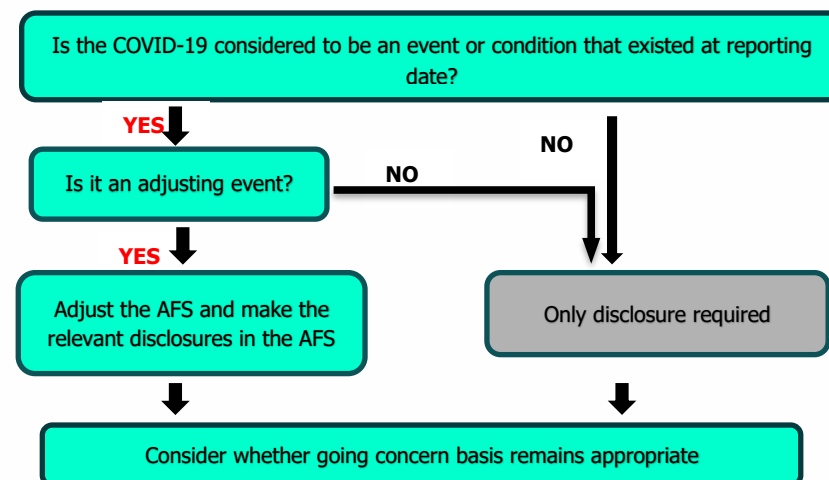 Is the COVID-19 considered to be an event or condition that existed at reporting
date?
YES
NO
Is it an adjusting event?
NO
YES
Adjust the AFS and make the
relevant disclosures in the AFS
Only disclosure required
Consider whether going concern basis remains appropriate